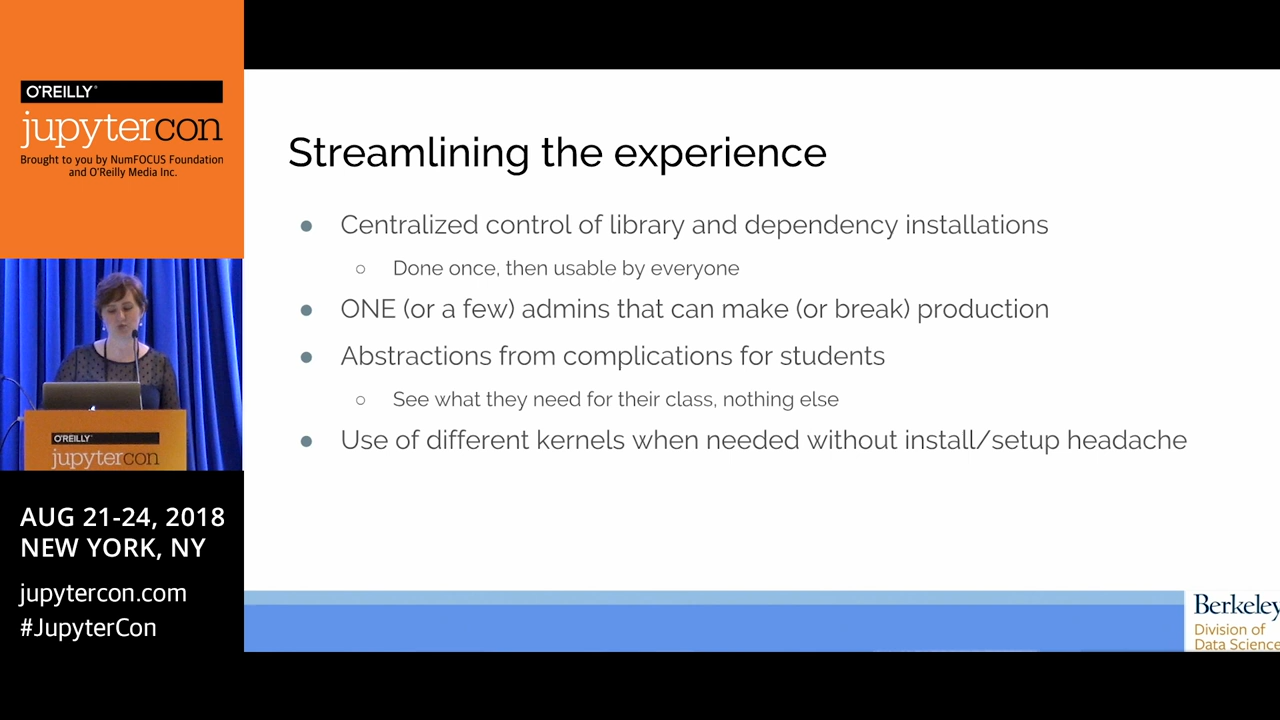 O'REILLY®
jupytercon
Brought to you by NumFOCUS Foundation
and O'Reilly Media Inc.
O'REILLY®
jupytercon
AUG 21-24, 2018
NEW YORK, NY
jupytercon.com
#JupyterCon
Streamlining the experience
● Centralized control of library and dependency installations
○ Done once, then usable by everyone
● ONE (or a few) admins that can make (or break) production
● Abstractions from complications for students
○ See what they need for their class, nothing else
● Use of different kernels when needed without install/setup headache
Berkeley
Division of
Data Science